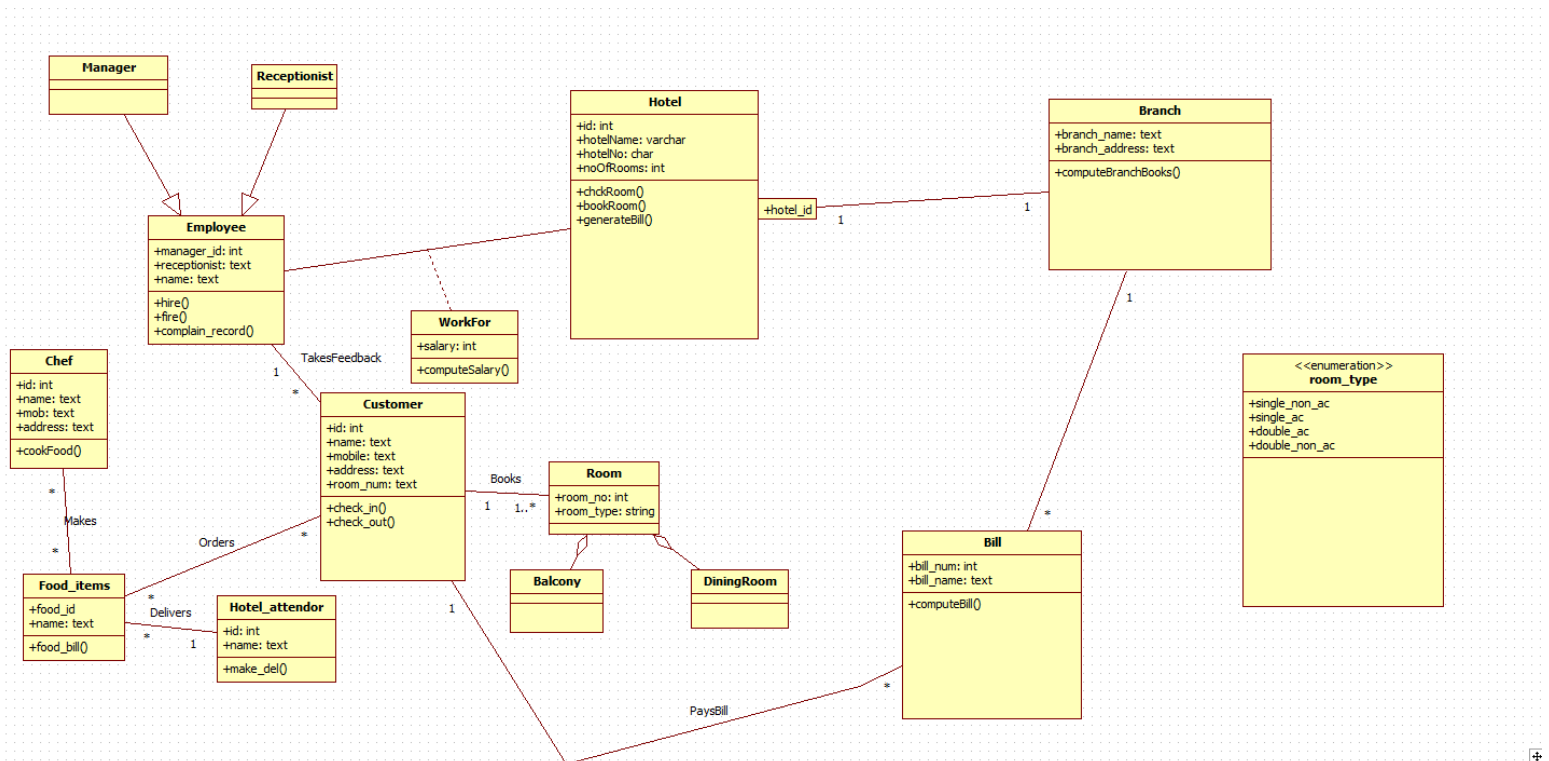 Manager
Receptionist
Hotel
+id: int
+hotelName: varchar
+hotelNo: char
+noOfRooms: int
+chckRoom()
+bookRoom()
+generateBill()
+hotel_id
1
1
Branch
+branch_name: text
+branch_address: text
+computeBranchBooks()
Employee
+manager_id: int
+receptionist: text
+name: text
+hire()
+fire()
+complain_record()
WorkFor
+salary: int
+computeSalary()
1
TakesFeedback
1
*
Chef
+id: int
+name: text
+mob: text
+address: text
+cookFood()
<<enumeration>>
room_type
+single_non_ac
+single_ac
+double_ac
+double_non_ac
Customer
+id: int
+name: text
+mobile: text
+address: text
+room_num: text
+check_in()
+check_out()
Books
1
1..*
Room
+room_no: int
+room_type: string
*
Makes
*
Orders
*
*
Balcony
DiningRoom
*
Bill
+bill_num: int
+bill_name: text
+computeBill()
Food_items
+food_id
+name: text
+food_bill()
Delivers
*
1
Hotel_attendor
+id: int
+name: text
+make_del()
1
PaysBill
*